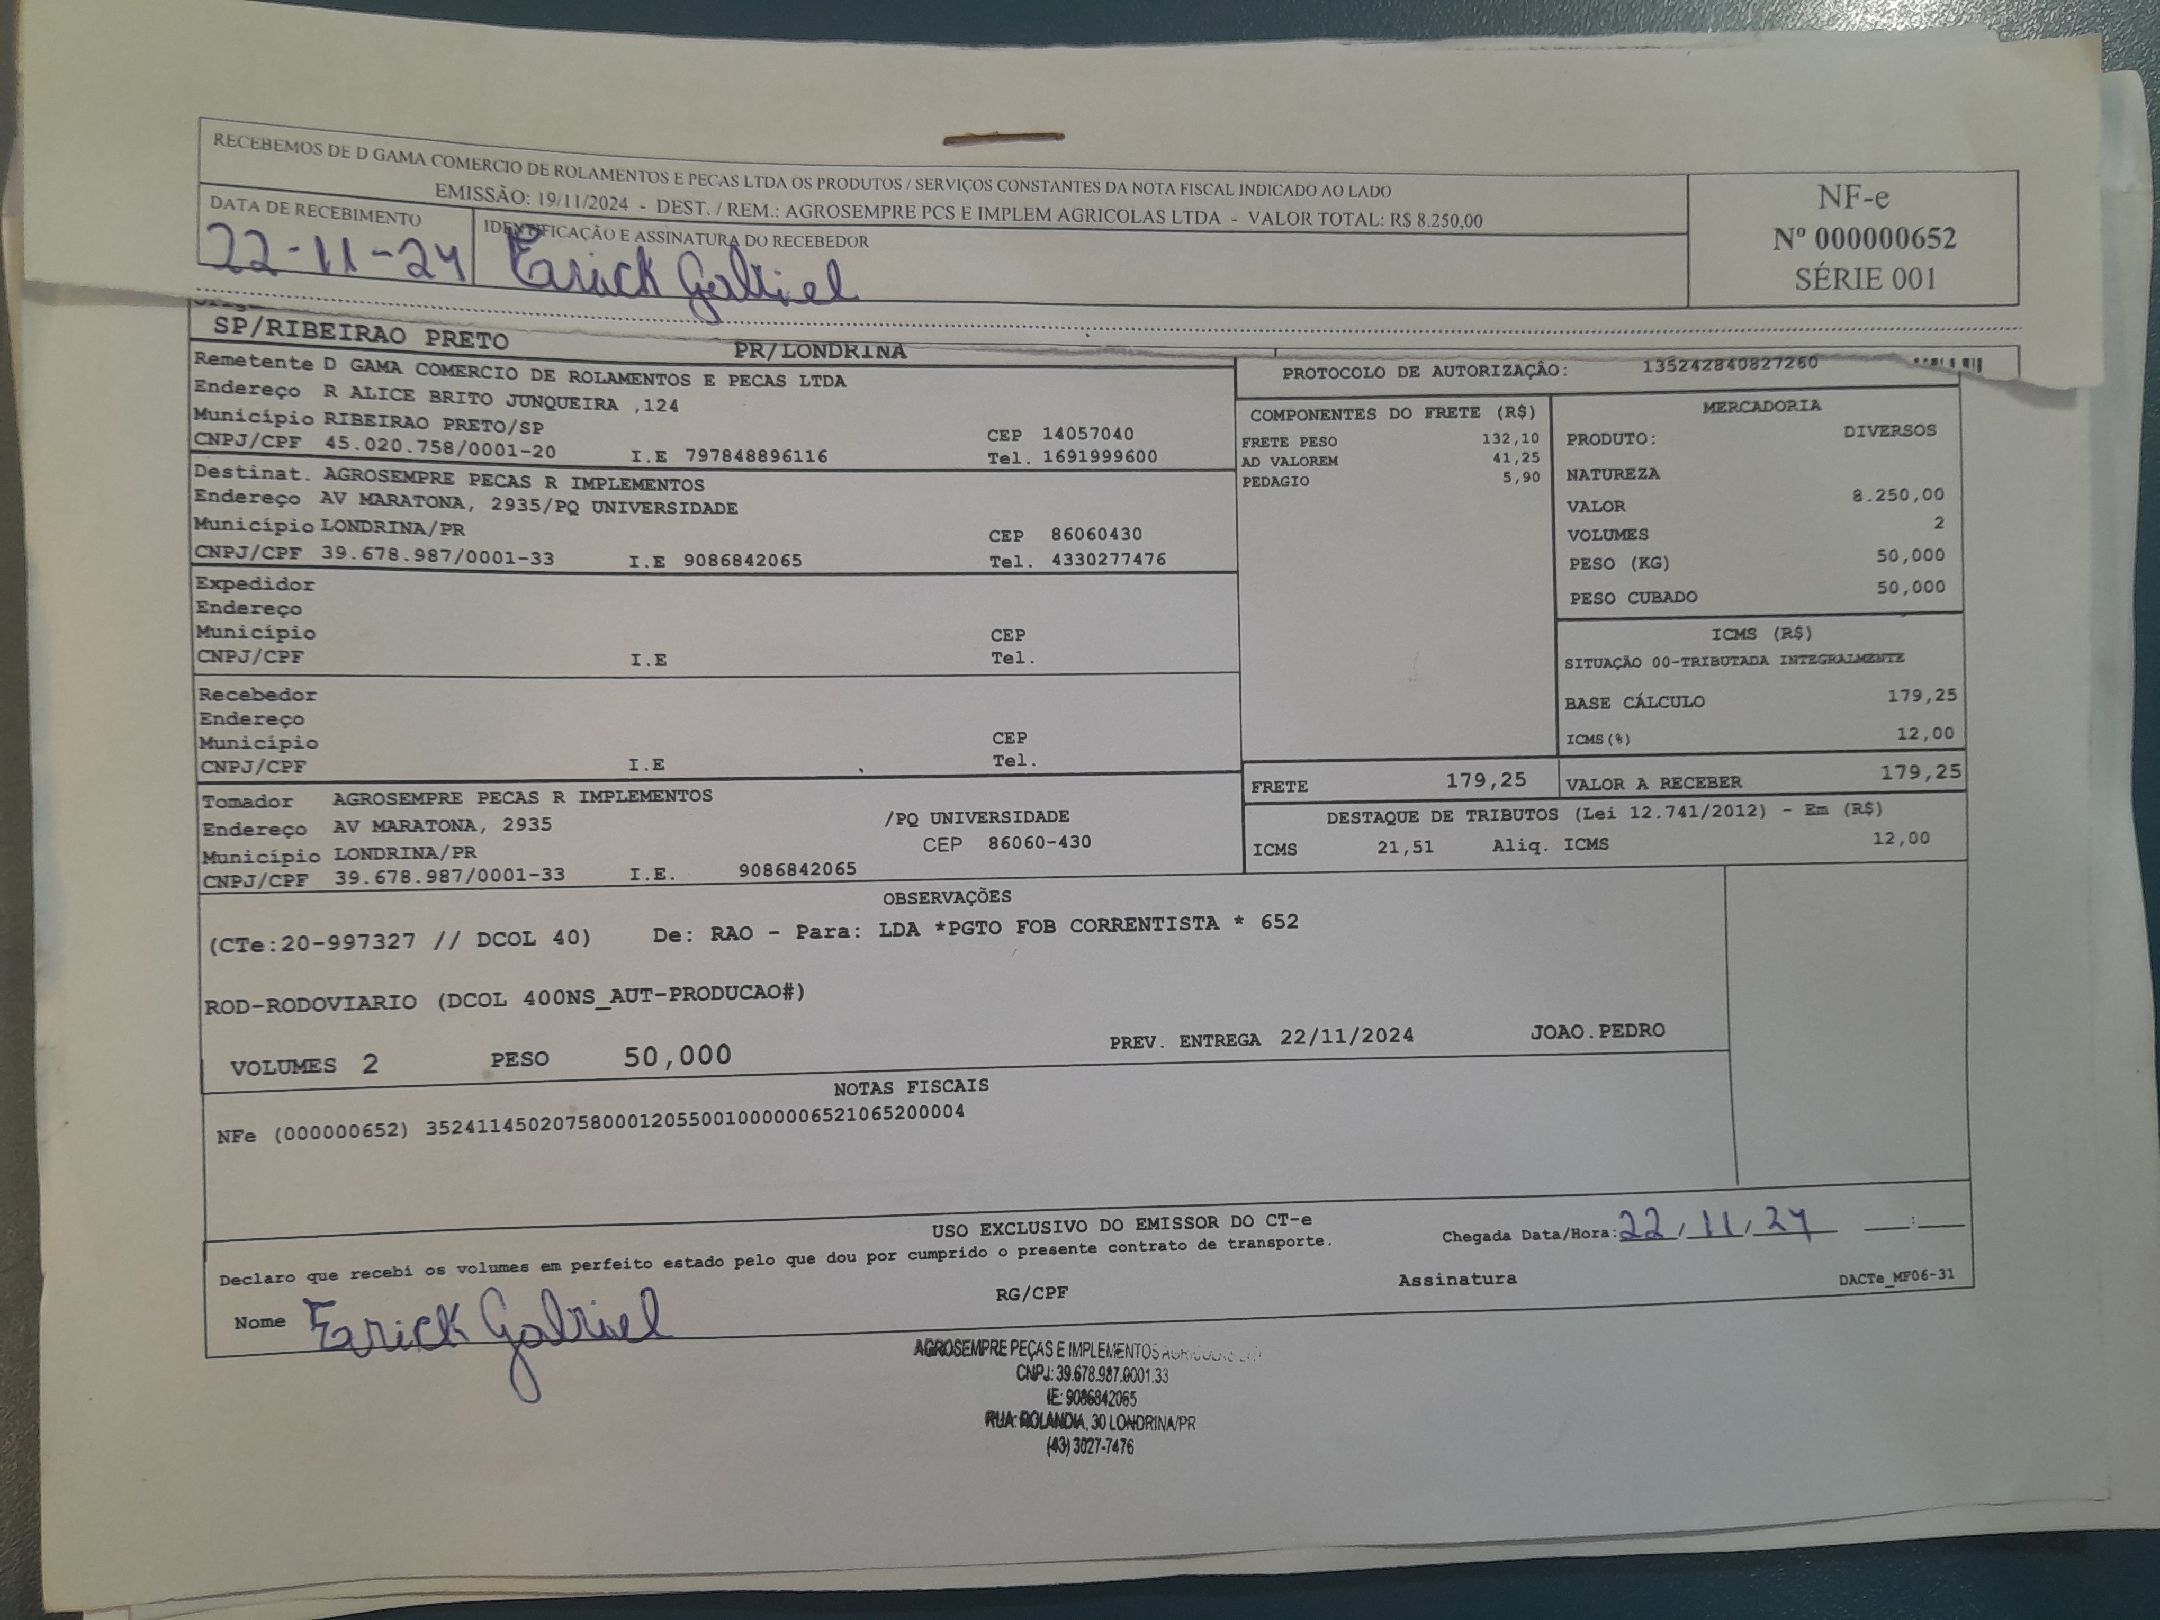 RECEBEMOS DE D GAMA COMERCIO DE ROLAMENTOS E PECAS LTDA OS PRODUTOS / SERVIÇOS CONSTANTES DA NOTA FISCAL INDICADO AO LADO
EMISSÃO: 19/11/2024 - DEST. / REM.: AGROSEMPRE PCS E IMPLEM AGRICOLAS LTDA - VALOR TOTAL: R$ 8.250,00
DATA DE RECEBIMENTO
22-11-24
IDENTIFICAÇÃO E ASSINATURA DO RECEBEDOR
Erick Gabriel
NF-e
Nº 000000652
SÉRIE 001
SP/RIBEIRAO PRETO PR/LONDRINA
Remetente D GAMA COMERCIO DE ROLAMENTOS E PECAS LTDA
Endereço R ALICE BRITO JUNQUEIRA ,124
Município RIBEIRAO PRETO/SP CEP 14057040
CNPJ/CPF 45.020.758/0001-20 I.E 797848896116 Tel. 1691999600
Destinat. AGROSEMPRE PECAS R IMPLEMENTOS
Endereço AV MARATONA, 2935/PQ UNIVERSIDADE
Município LONDRINA/PR CEP 86060430
CNPJ/CPF 39.678.987/0001-33 I.E 9086842065 Tel. 4330277476
Expedidor
Endereço
Município CEP
CNPJ/CPF I.E Tel.
Recebedor
Endereço
Município CEP
CNPJ/CPF I.E Tel.
Tomador AGROSEMPRE PECAS R IMPLEMENTOS
Endereço AV MARATONA, 2935 /PQ UNIVERSIDADE
Município LONDRINA/PR CEP 86060-430
CNPJ/CPF 39.678.987/0001-33 I.E. 9086842065
PROTOCOLO DE AUTORIZAÇÃO: 135242840827260
COMPONENTES DO FRETE (R$)
FRETE PESO 132,10
AD VALOREM 41,25
PEDAGIO 5,90
MERCADORIA
PRODUTO: DIVERSOS
NATUREZA
VALOR 8.250,00
VOLUMES 2
PESO (KG) 50,000
PESO CUBADO 50,000
ICMS (R$)
SITUAÇÃO 00-TRIBUTADA INTEGRALMENTE
BASE CÁLCULO 179,25
ICMS(%) 12,00
FRETE 179,25 VALOR A RECEBER 179,25
DESTAQUE DE TRIBUTOS (Lei 12.741/2012) - Em (R$)
ICMS 21,51 Aliq. ICMS 12,00
OBSERVAÇÕES
(CTe:20-997327 // DCOL 40) De: RAO - Para: LDA *PGTO FOB CORRENTISTA * 652
ROD-RODOVIARIO (DCOL 400NS_AUT-PRODUCAO#)
VOLUMES 2 PESO 50,000 PREV. ENTREGA 22/11/2024 JOAO.PEDRO
NOTAS FISCAIS
NFe (000000652) 35241145020758000120550010000006521065200004
USO EXCLUSIVO DO EMISSOR DO CT-e
Declaro que recebi os volumes em perfeito estado pelo que dou por cumprido o presente contrato de transporte.
Chegada Data/Hora: 22/11/24 __:__
Nome Erick Gabriel RG/CPF Assinatura DACTe_MF06-31
AGROSEMPRE PEÇAS E IMPLEMENTOS AGRICOLAS
CNPJ: 39.678.987.0001.33
IE: 9086842065
RUA: ROLANDIA, 30 LONDRINA/PR
(43) 3027-7476